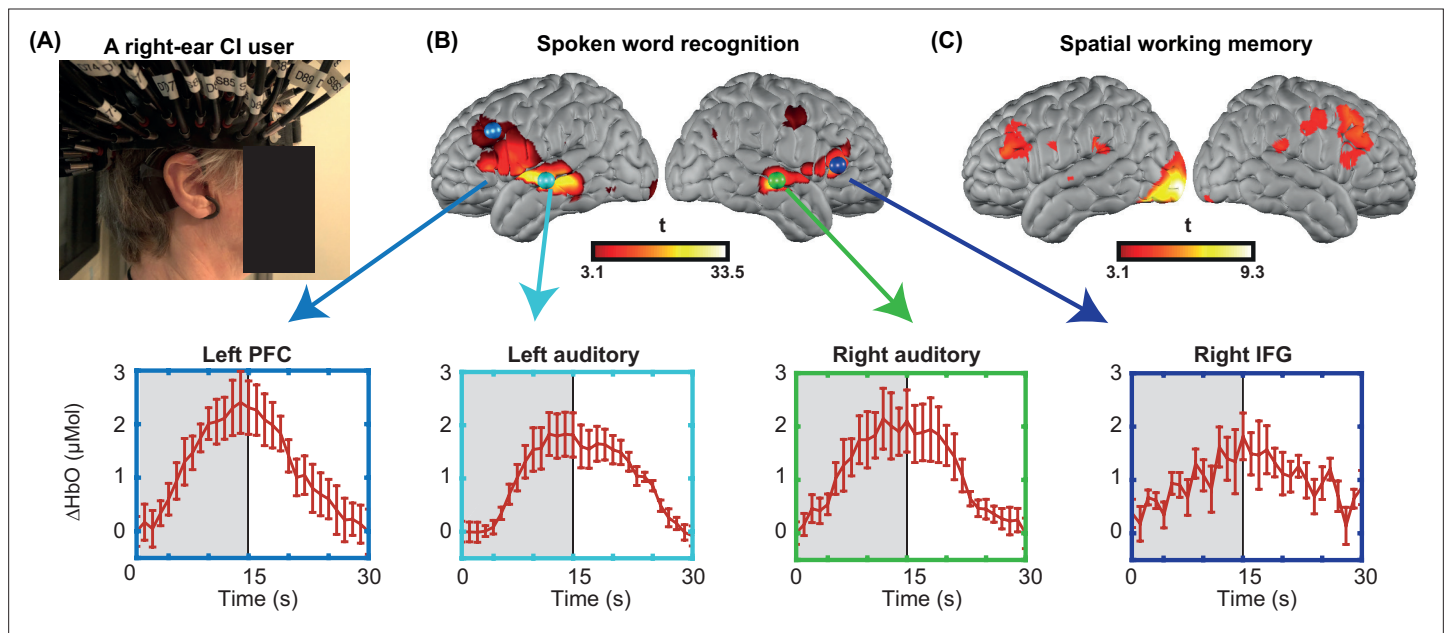 (A)
A right-ear CI user
(B)
Spoken word recognition
(C)
Spatial working memory
S85
D89
t
3.1
33.5
t
3.1
9.3
Left PFC
Left auditory
Right auditory
Right IFG
ΔHbO (µMol)
3
2
1
0
0
15
30
Time (s)
3
2
1
0
0
15
30
Time (s)
3
2
1
0
0
15
30
Time (s)
3
2
1
0
0
15
30
Time (s)